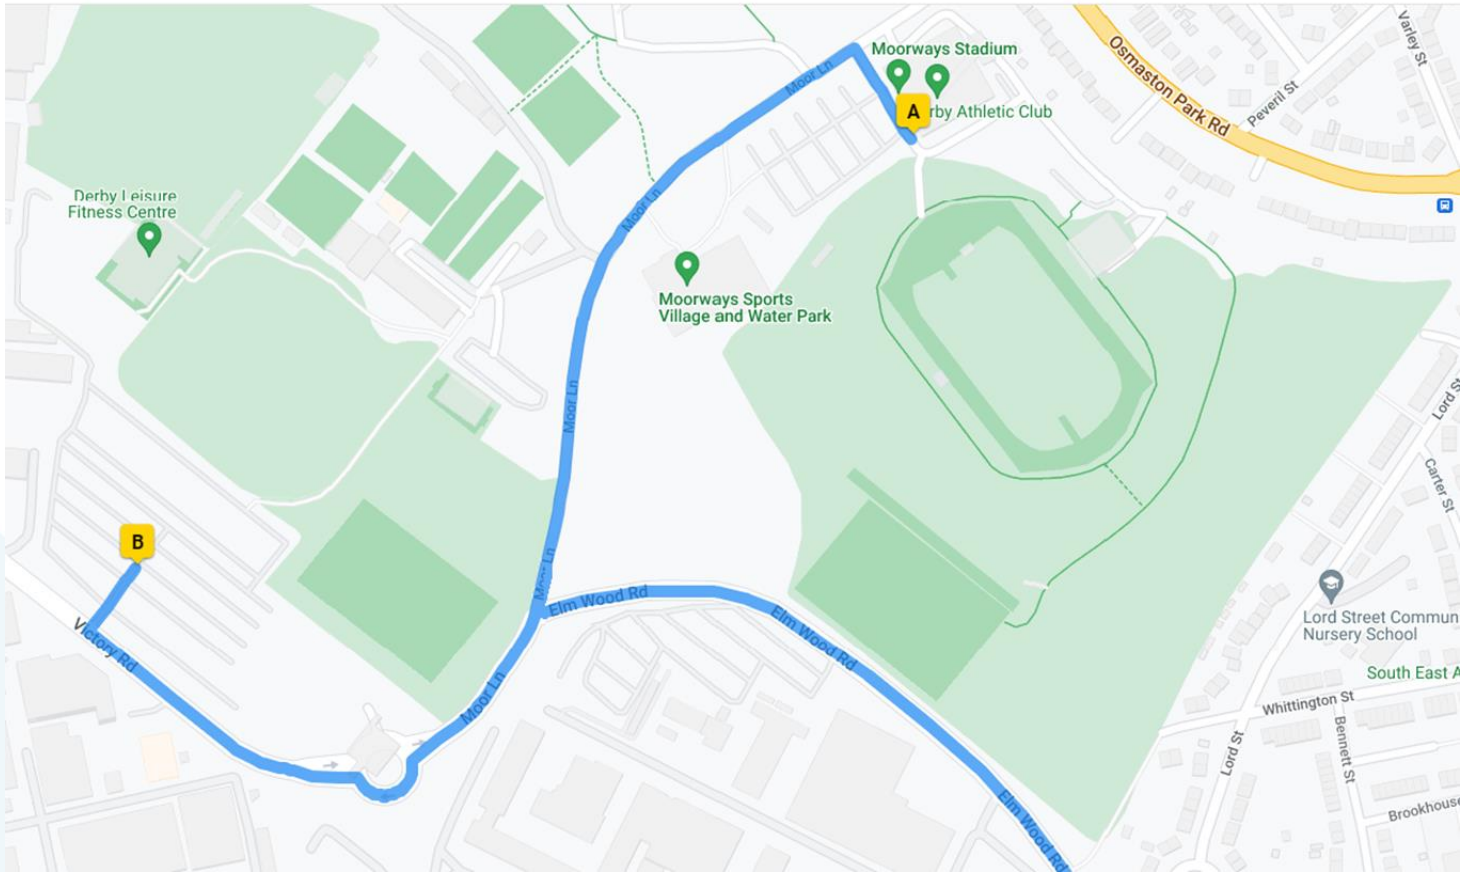 Moorways Stadium
A
rby Athletic Club
Osmaston Park Rd
Peveril St
Varley St
Moor Ln
Moor Ln
Derby Leisure
Fitness Centre
Moorways Sports
Village and Water Park
Moor Ln
Lord S
Carter St
B
Moor Ln
Elm Wood Rd
Elm Wood Rd
Lord Street Commun
Nursery School
Victory Rd
South East A
Moor Ln
Whittington St
Lord St
Bennett St
Elm Wood Rd
Brookhouse